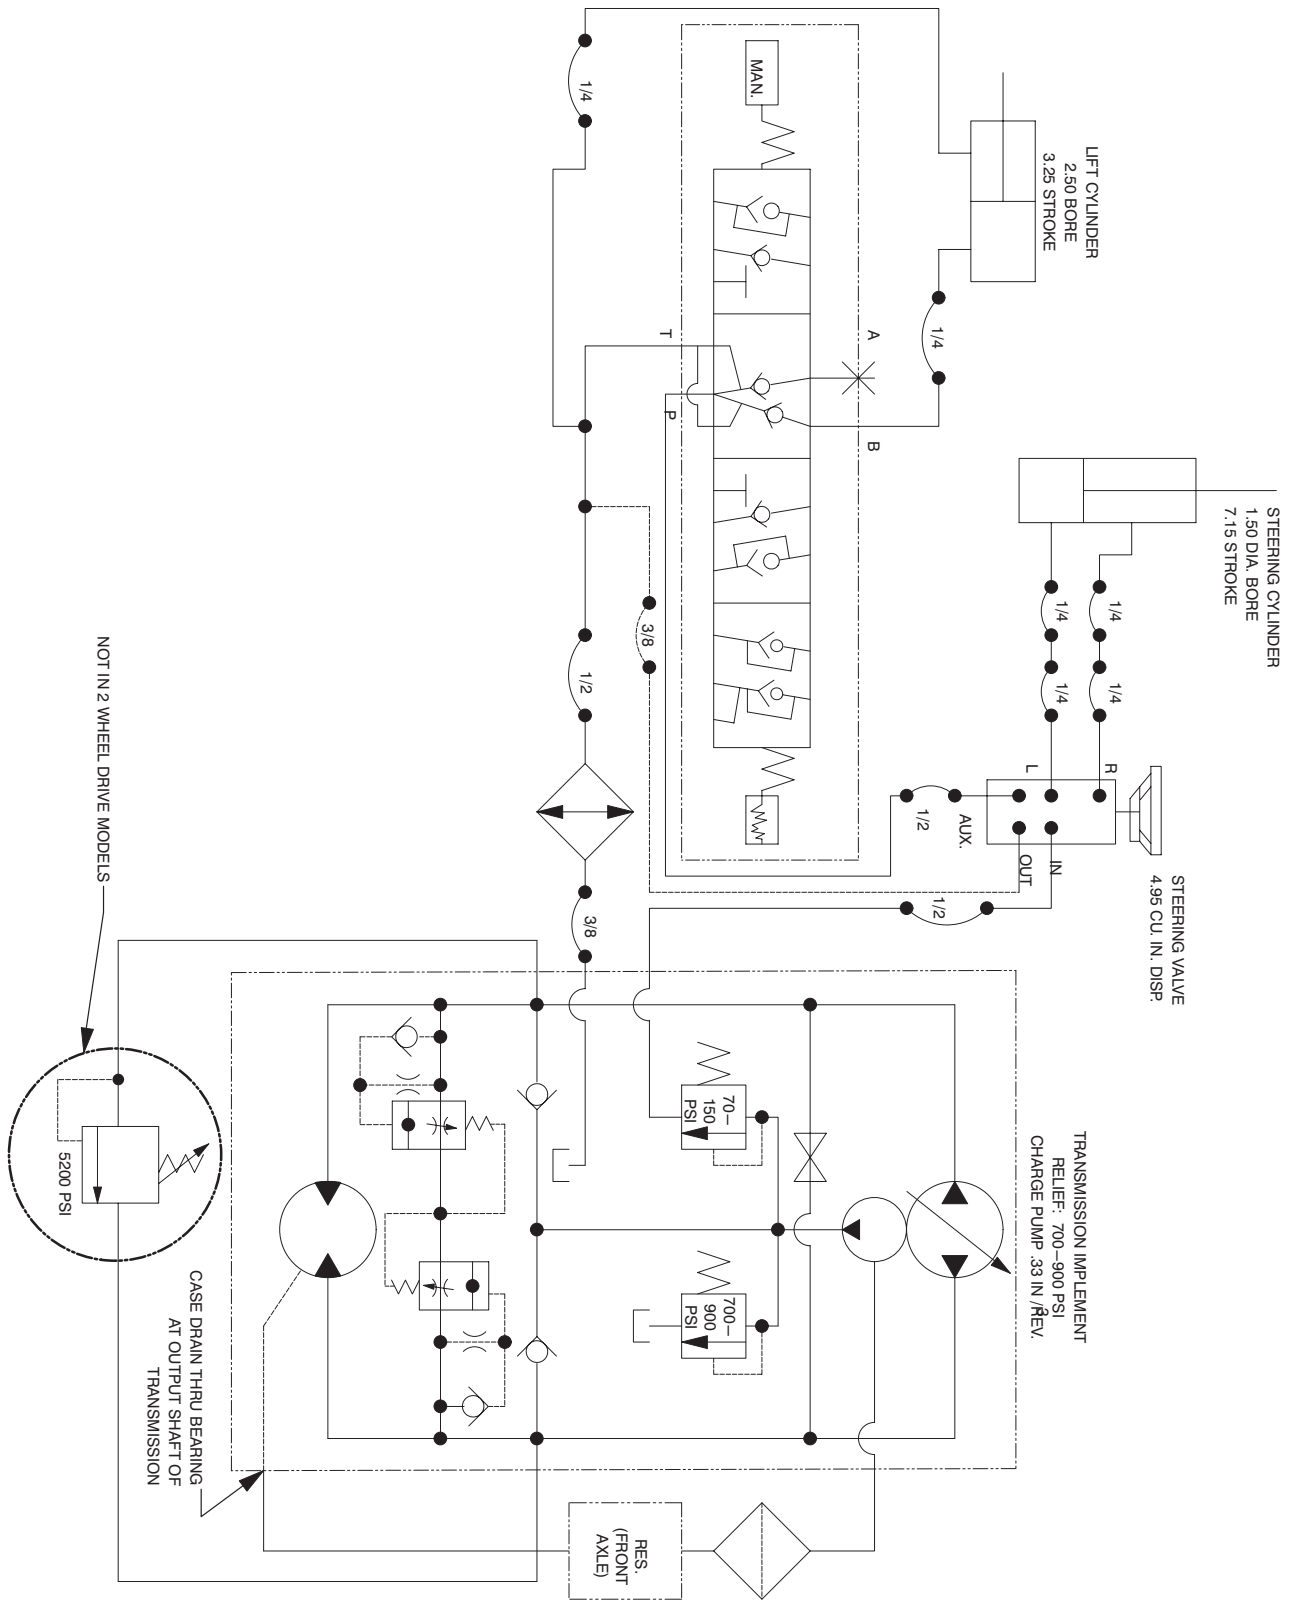 LIFT CYLINDER
2.50 BORE
3.25 STROKE
STEERING CYLINDER
1.50 DIA. BORE
7.15 STROKE
STEERING VALVE
4.95 CU. IN. DISP.
TRANSMISSION IMPLEMENT
RELIEF: 700–900 PSI
CHARGE PUMP .33 IN³/REV.
1/4
1/4
1/4
1/4
1/4
1/4
R
L
IN
OUT
AUX.
1/2
1/2
A
B
MAN.
T
P
3/8
1/2
3/8
70–
150
PSI
700–
900
PSI
RES.
(FRONT
AXLE)
5200 PSI
NOT IN 2 WHEEL DRIVE MODELS
CASE DRAIN THRU BEARING
AT OUTPUT SHAFT OF
TRANSMISSION